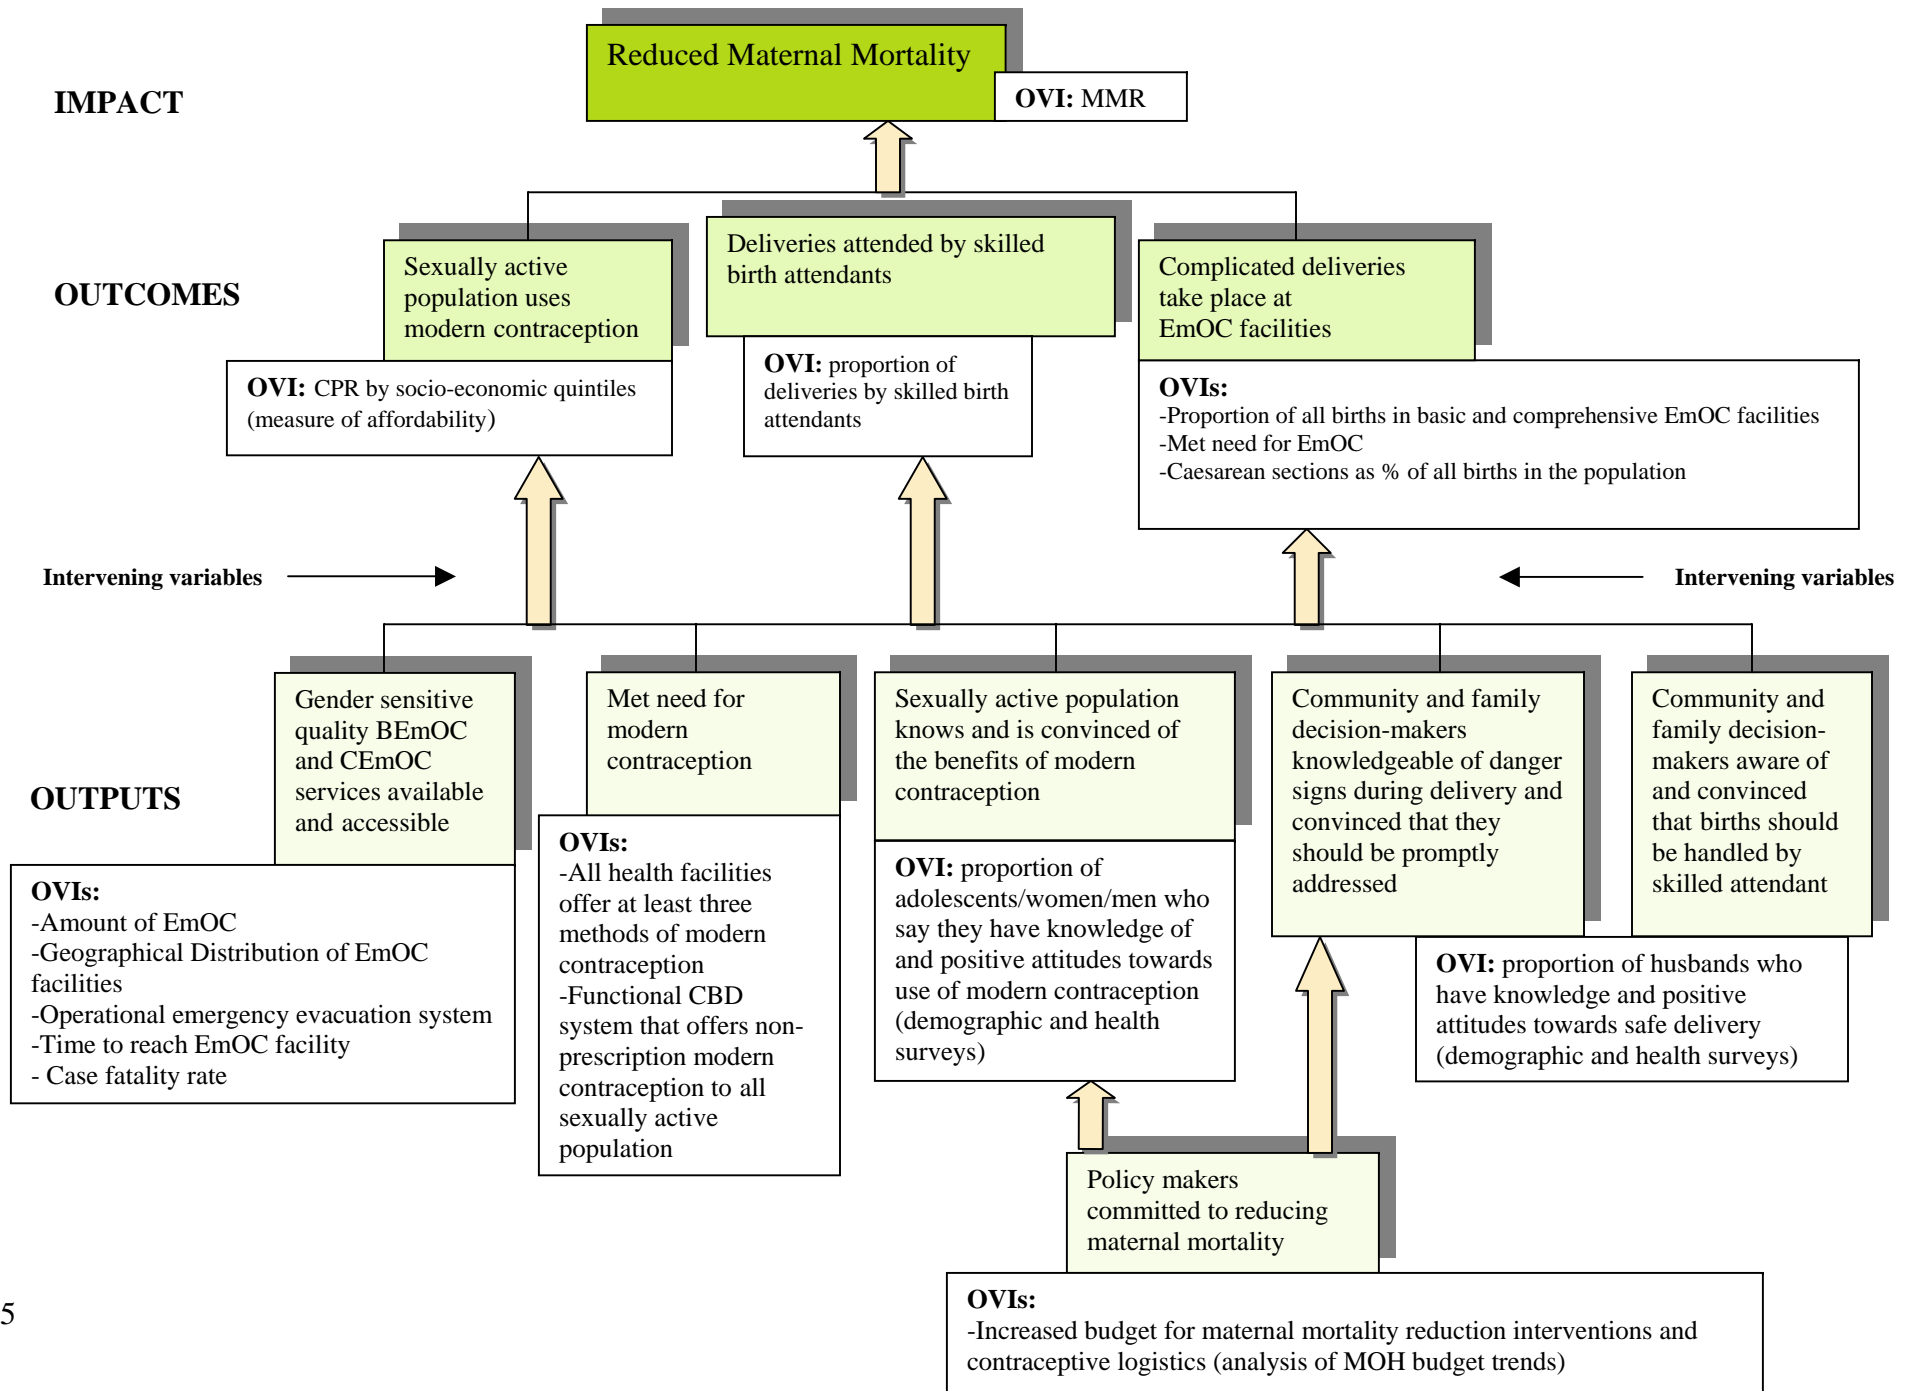 Reduced Maternal Mortality
OVI: MMR
IMPACT
OUTCOMES
Sexually active
population uses
modern contraception
OVI: CPR by socio-economic quintiles
(measure of affordability)
Deliveries attended by skilled
birth attendants
OVI: proportion of
deliveries by skilled birth
attendants
Complicated deliveries
take place at
EmOC facilities
OVIs:
-Proportion of all births in basic and comprehensive EmOC facilities
-Met need for EmOC
-Caesarean sections as % of all births in the population
Intervening variables
Intervening variables
OUTPUTS
Gender sensitive
quality BEmOC
and CEmOC
services available
and accessible
OVIs:
-Amount of EmOC
-Geographical Distribution of EmOC
facilities
-Operational emergency evacuation system
-Time to reach EmOC facility
- Case fatality rate
Met need for
modern
contraception
OVIs:
-All health facilities
offer at least three
methods of modern
contraception
-Functional CBD
system that offers non-
prescription modern
contraception to all
sexually active
population
Sexually active population
knows and is convinced of
the benefits of modern
contraception
OVI: proportion of
adolescents/women/men who
say they have knowledge of
and positive attitudes towards
use of modern contraception
(demographic and health
surveys)
Community and family
decision-makers
knowledgeable of danger
signs during delivery and
convinced that they
should be promptly
addressed
Community and
family decision-
makers aware of
and convinced
that births should
be handled by
skilled attendant
OVI: proportion of husbands who
have knowledge and positive
attitudes towards safe delivery
(demographic and health surveys)
Policy makers
committed to reducing
maternal mortality
OVIs:
-Increased budget for maternal mortality reduction interventions and
contraceptive logistics (analysis of MOH budget trends)
5